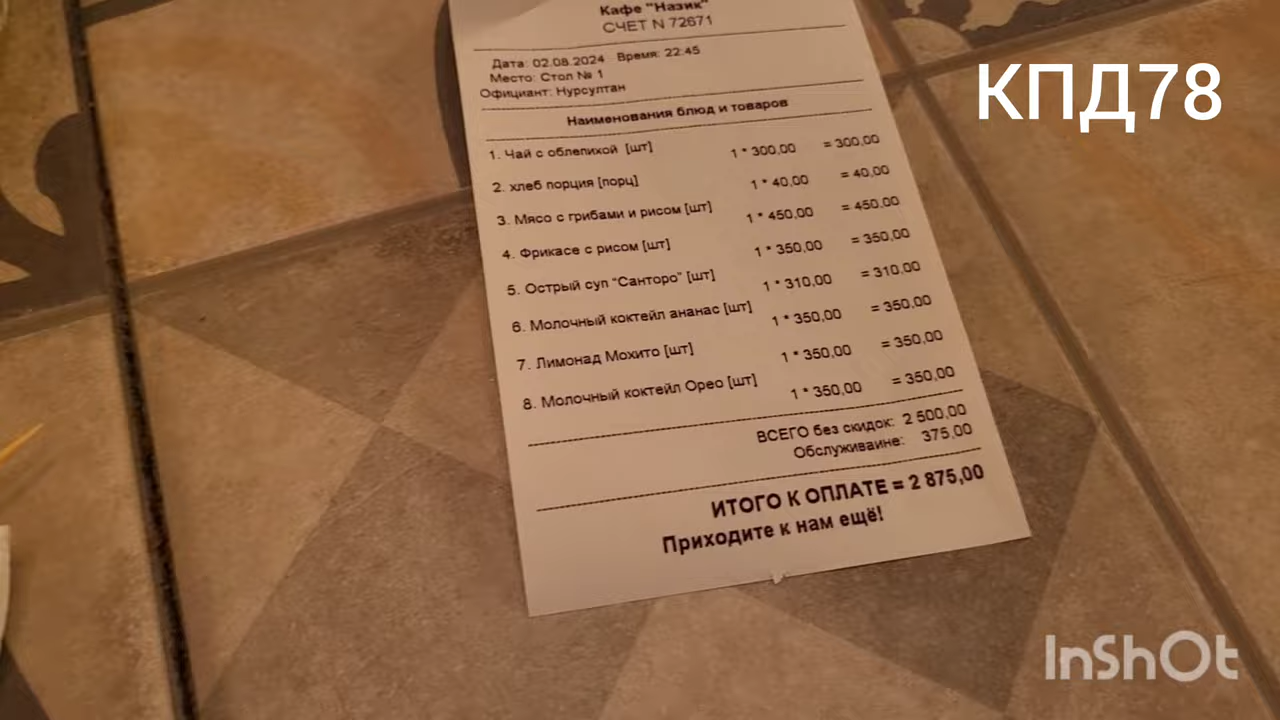 Кафе "Назик"
СЧЕТ N 72671
Дата: 02.08.2024 Время: 22:45
Место: Стол № 1
Официант: Нурсултан
Наименования блюд и товаров
1. Чай с облепихой [шт] 1 * 300,00 = 300,00
2. хлеб порция [порц] 1 * 40,00 = 40,00
3. Мясо с грибами и рисом [шт] 1 * 450,00 = 450,00
4. Фрикасе с рисом [шт] 1 * 350,00 = 350,00
5. Острый суп "Санторо" [шт] 1 * 310,00 = 310,00
6. Молочный коктейл ананас [шт] 1 * 350,00 = 350,00
7. Лимонад Мохито [шт] 1 * 350,00 = 350,00
8. Молочный коктейл Орео [шт] 1 * 350,00 = 350,00
ВСЕГО без скидок: 2 500,00
Обслуживаине: 375,00
ИТОГО К ОПЛАТЕ = 2 875,00
Приходите к нам ещё!
КПД78
InShOt